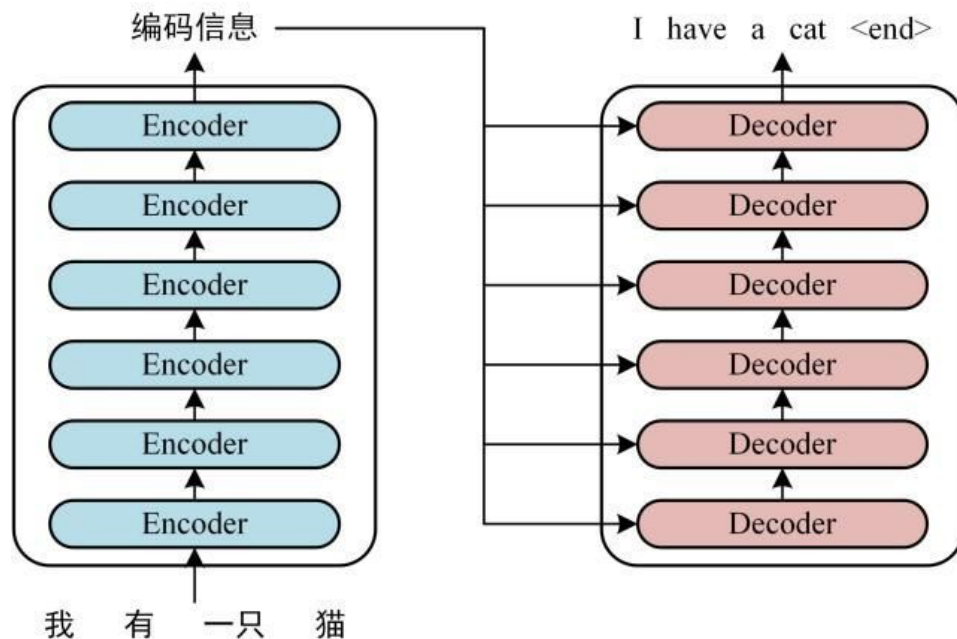 编码信息
I have a cat <end>
Encoder
Decoder
Encoder
Decoder
Encoder
Decoder
Encoder
Decoder
Encoder
Decoder
Encoder
Decoder
我 有 一只 猫